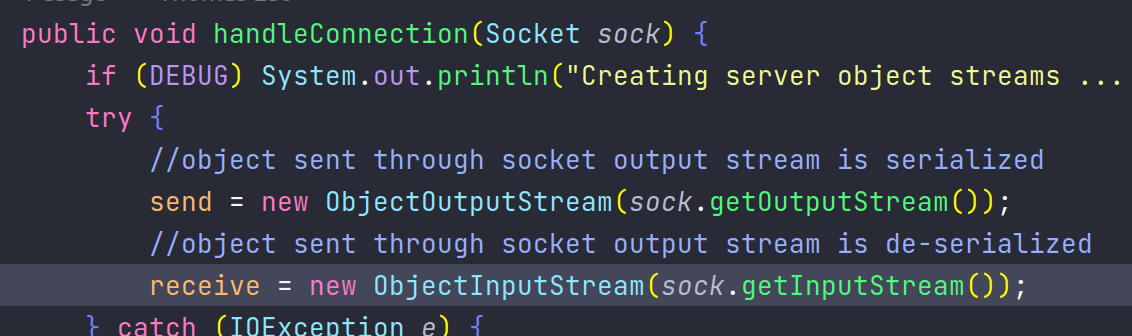 public void handleConnection(Socket sock) {
if (DEBUG) System.out.println("Creating server object streams ...
try {
//object sent through socket output stream is serialized
send = new ObjectOutputStream(sock.getOutputStream());
//object sent through socket output stream is de-serialized
receive = new ObjectInputStream(sock.getInputStream());
} catch (IOException e) {